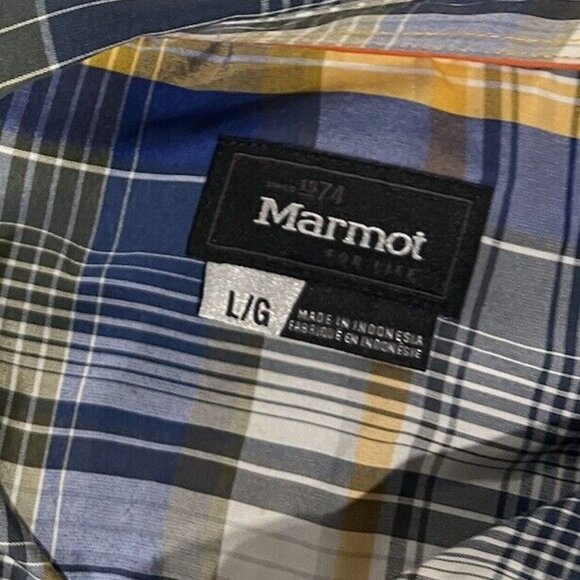 SINCE 1974
Marmot
FOR LIFE
L/G
MADE IN INDONESIA
FABRIQUE EN INDONESIE